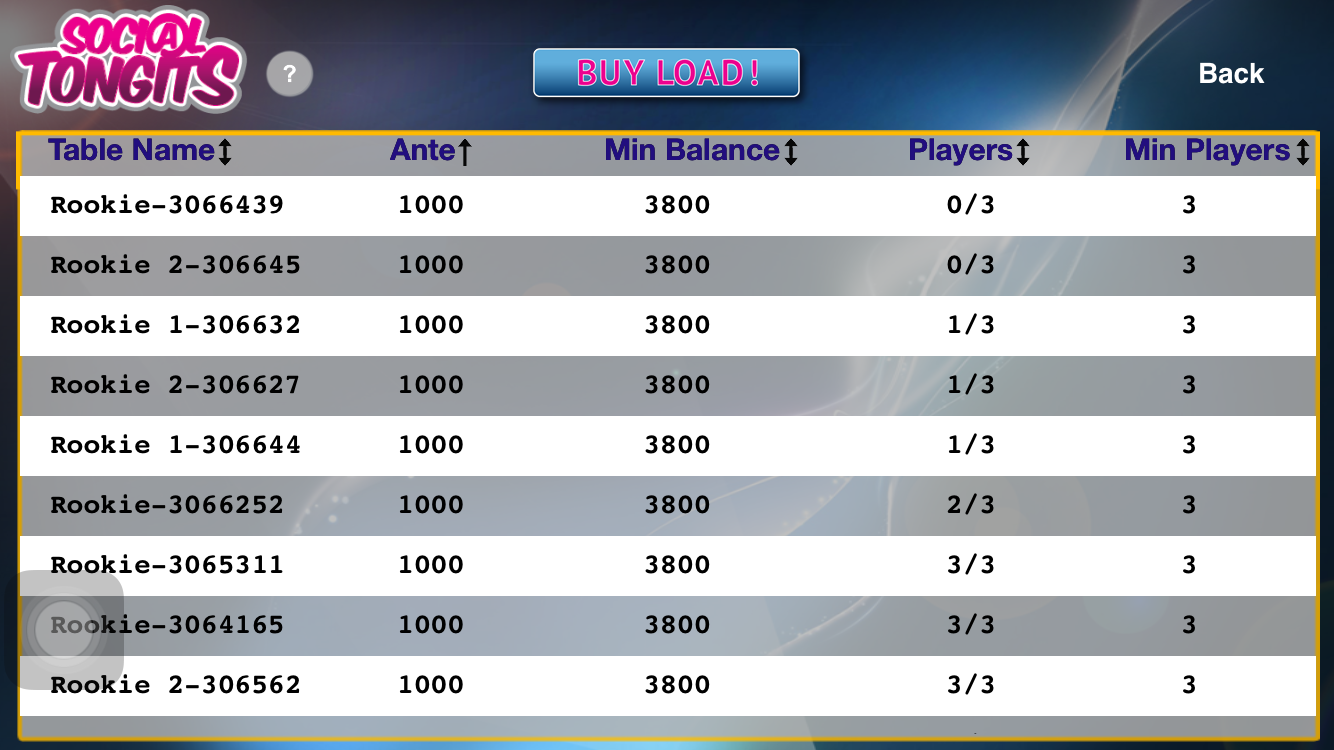 SOCI@L
TONGITS
?
BUY LOAD!
Back
Table Name Ante Min Balance Players Min Players
Rookie-3066439 1000 3800 0/3 3
Rookie 2-306645 1000 3800 0/3 3
Rookie 1-306632 1000 3800 1/3 3
Rookie 2-306627 1000 3800 1/3 3
Rookie 1-306644 1000 3800 1/3 3
Rookie-3066252 1000 3800 2/3 3
Rookie-3065311 1000 3800 3/3 3
Rookie-3064165 1000 3800 3/3 3
Rookie 2-306562 1000 3800 3/3 3